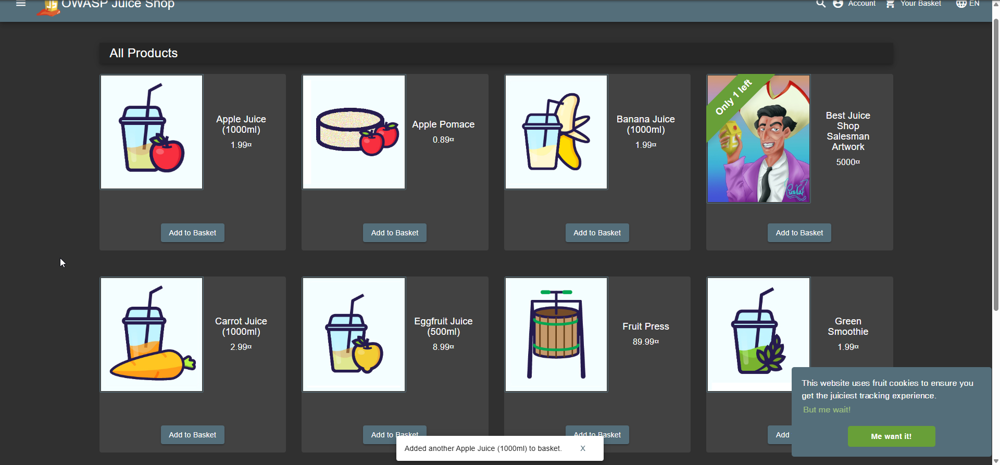 OWASP Juice Shop
Account
Your Basket
EN
All Products
Apple Juice
(1000ml)
1.99¤
Add to Basket
Apple Pomace
0.89¤
Add to Basket
Banana Juice
(1000ml)
1.99¤
Add to Basket
Only 1 left
Best Juice
Shop
Salesman
Artwork
5000¤
Add to Basket
Carrot Juice
(1000ml)
2.99¤
Add to Basket
Eggfruit Juice
(500ml)
8.99¤
Add to Basket
Fruit Press
89.99¤
Add to Basket
Green
Smoothie
1.99¤
Add
This website uses fruit cookies to ensure you
get the juiciest tracking experience.
But me wait!
Me want it!
Added another Apple Juice (1000ml) to basket.
X